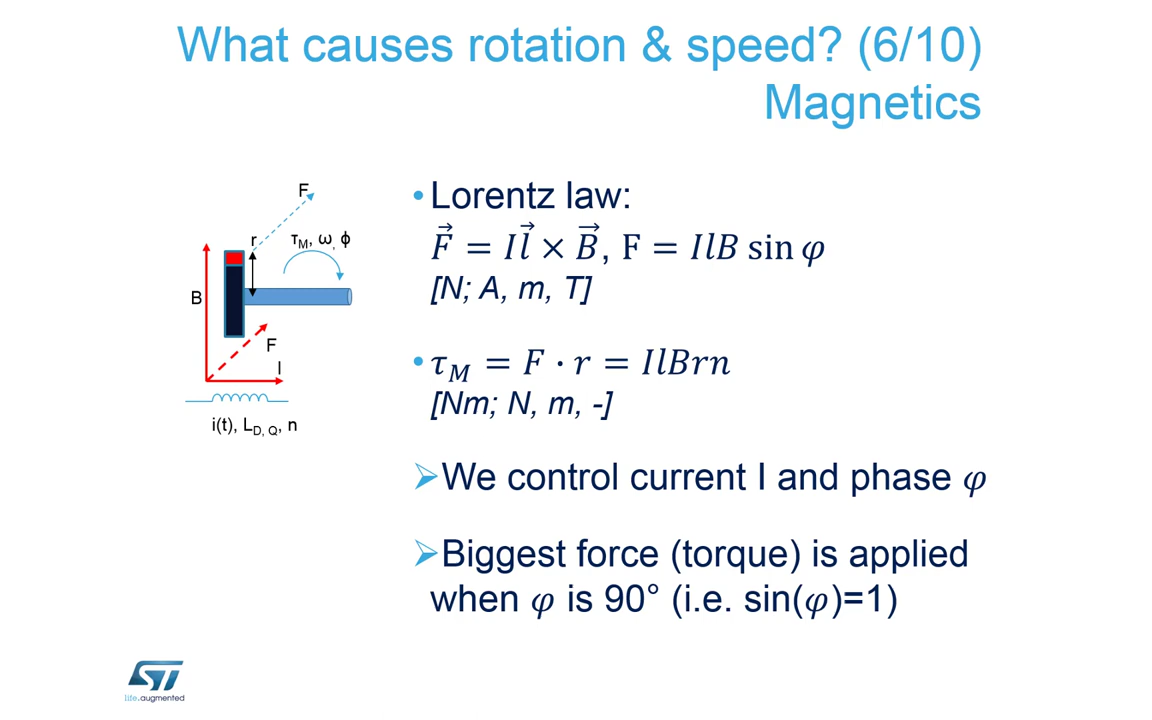 What causes rotation & speed? (6/10)
Magnetics
F
r
τM, ω, ϕ
B
F
I
i(t), LD, Q, n
•Lorentz law:
F⃗ = Il⃗ × B⃗, F = IlB sin φ
[N; A, m, T]
•τM = F · r = IlBrn
[Nm; N, m, -]
➢We control current I and phase φ
➢Biggest force (torque) is applied
when φ is 90° (i.e. sin(φ)=1)
ST
life.augmented